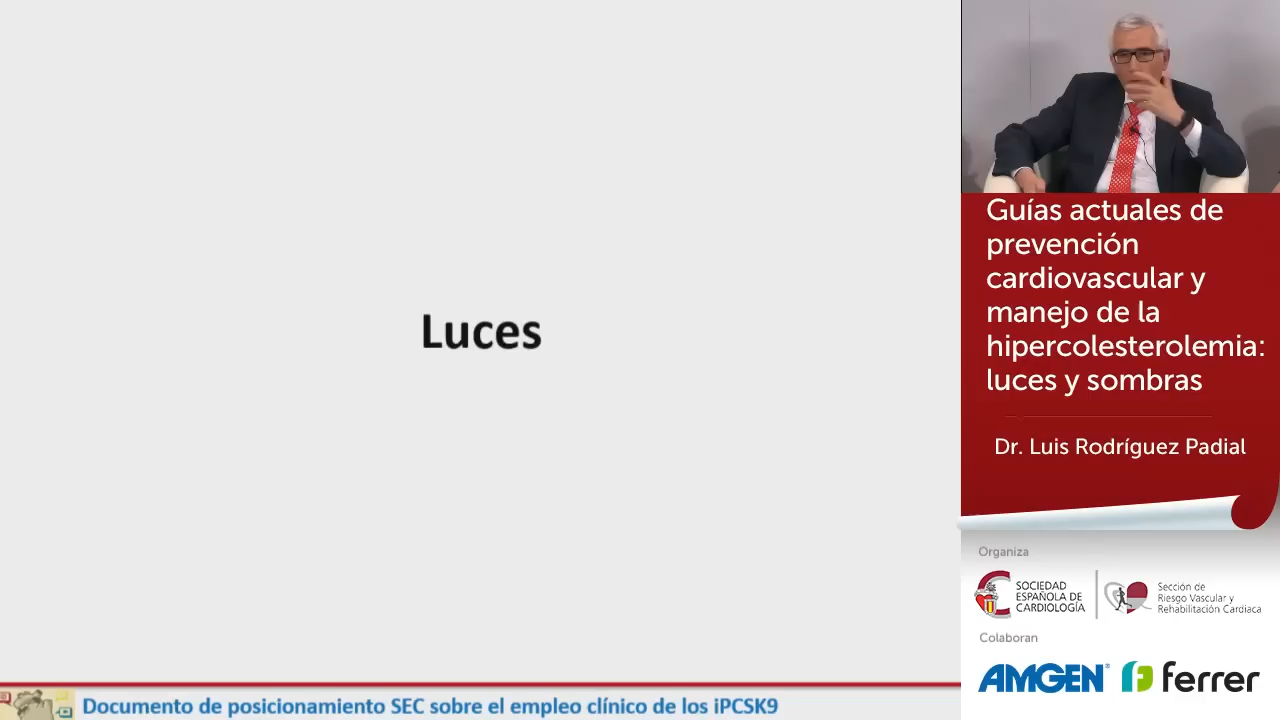 Luces
Documento de posicionamiento SEC sobre el empleo clínico de los iPCSK9
Guías actuales de
prevención
cardiovascular y
manejo de la
hipercolesterolemia:
luces y sombras
Dr. Luis Rodríguez Padial
Organiza
SOCIEDAD
ESPAÑOLA DE
CARDIOLOGÍA
Sección de
Riesgo Vascular y
Rehabilitación Cardiaca
Colaboran
AMGEN®
ferrer